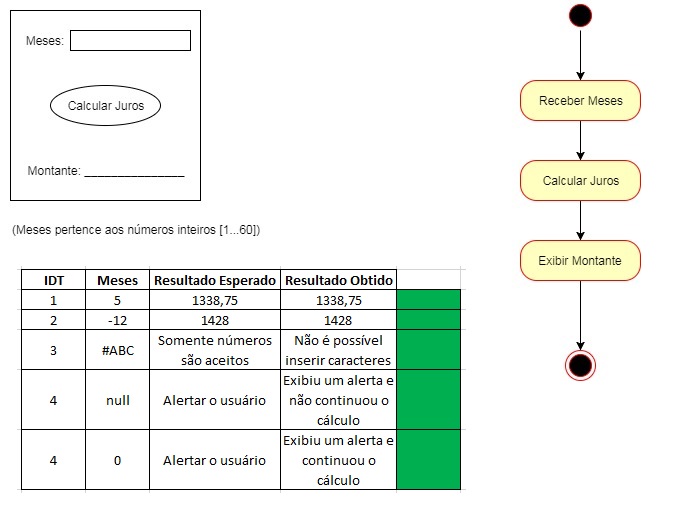 Meses:
Calcular Juros
Montante: _______________
(Meses pertence aos números inteiros [1...60])
Receber Meses
Calcular Juros
Exibir Montante
IDT Meses Resultado Esperado Resultado Obtido
1 5 1338,75 1338,75
2 -12 1428 1428
3 #ABC Somente números são aceitos Não é possível inserir caracteres
4 null Alertar o usuário Exibiu um alerta e não continuou o cálculo
4 0 Alertar o usuário Exibiu um alerta e continuou o cálculo